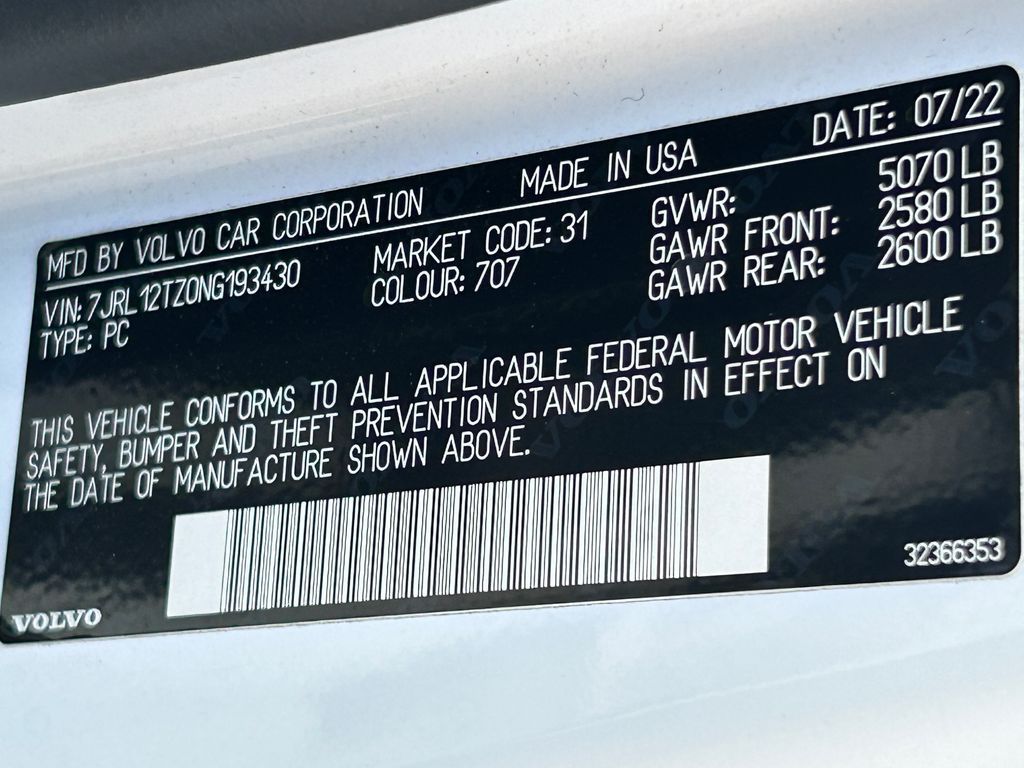 MFD BY VOLVO CAR CORPORATION MADE IN USA DATE: 07/22
VIN: 7JRL12TZ0NG193430 MARKET CODE: 31 GVWR: 5070 LB
TYPE: PC COLOUR: 707 GAWR FRONT: 2580 LB
GAWR REAR: 2600 LB
THIS VEHICLE CONFORMS TO ALL APPLICABLE FEDERAL MOTOR VEHICLE
SAFETY, BUMPER AND THEFT PREVENTION STANDARDS IN EFFECT ON
THE DATE OF MANUFACTURE SHOWN ABOVE.
32366353
VOLVO